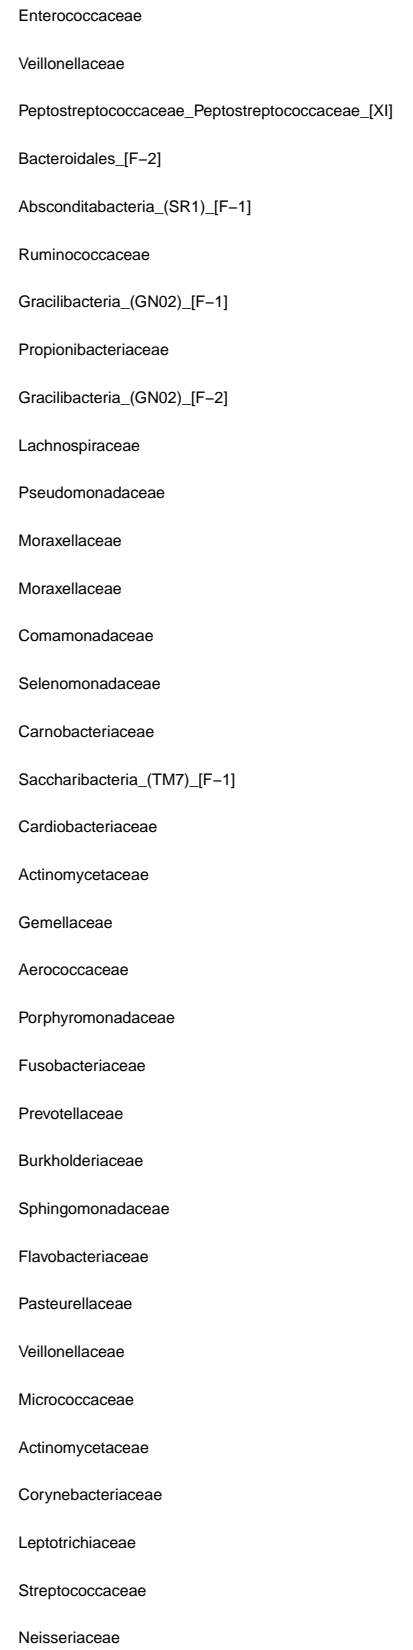 Enterococcaceae
Veillonellaceae
Peptostreptococcaceae_Peptostreptococcaceae_[XI]
Bacteroidales_[F−2]
Absconditabacteria_(SR1)_[F−1]
Ruminococcaceae
Gracilibacteria_(GN02)_[F−1]
Propionibacteriaceae
Gracilibacteria_(GN02)_[F−2]
Lachnospiraceae
Pseudomonadaceae
Moraxellaceae
Moraxellaceae
Comamonadaceae
Selenomonadaceae
Carnobacteriaceae
Saccharibacteria_(TM7)_[F−1]
Cardiobacteriaceae
Actinomycetaceae
Gemellaceae
Aerococcaceae
Porphyromonadaceae
Fusobacteriaceae
Prevotellaceae
Burkholderiaceae
Sphingomonadaceae
Flavobacteriaceae
Pasteurellaceae
Veillonellaceae
Micrococcaceae
Actinomycetaceae
Corynebacteriaceae
Leptotrichiaceae
Streptococcaceae
Neisseriaceae